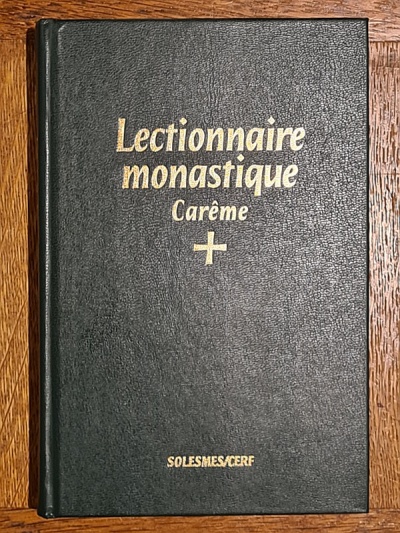 Lectionnaire
monastique
Carême
SOLESMES/CERF